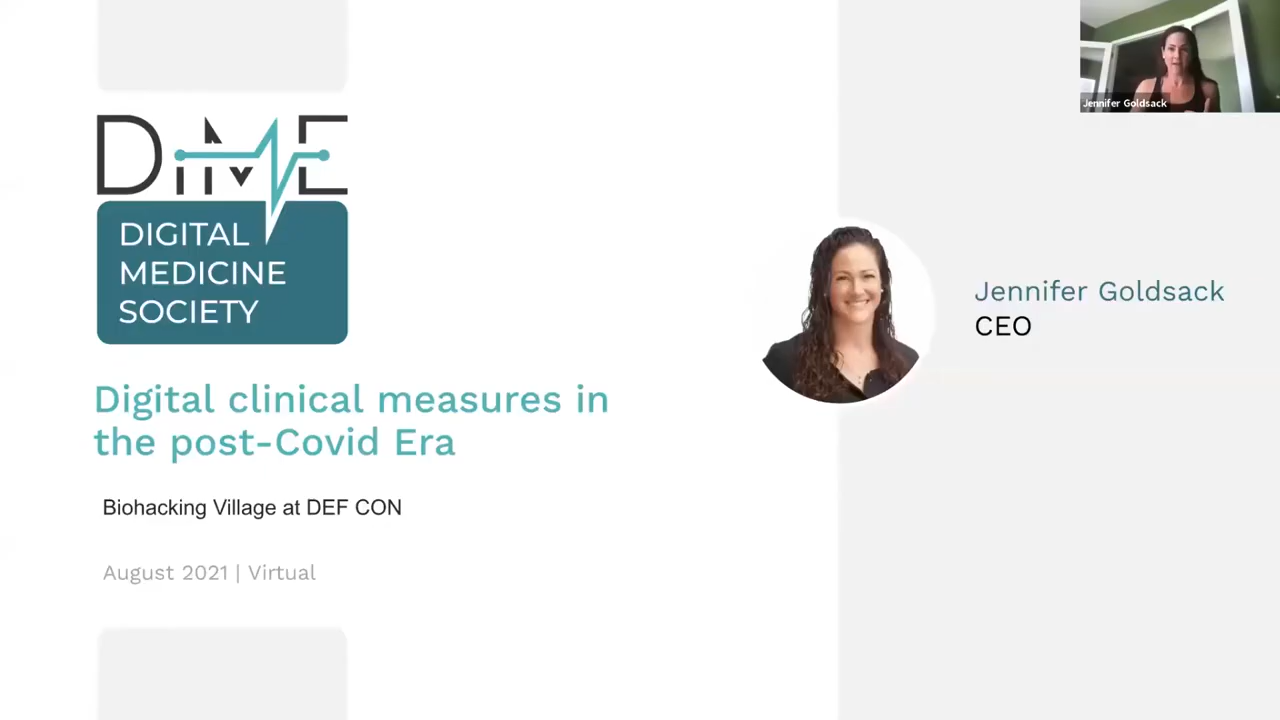 DiME
DIGITAL
MEDICINE
SOCIETY
Digital clinical measures in
the post-Covid Era
Biohacking Village at DEF CON
August 2021 | Virtual
Jennifer Goldsack
CEO
Jennifer Goldsack